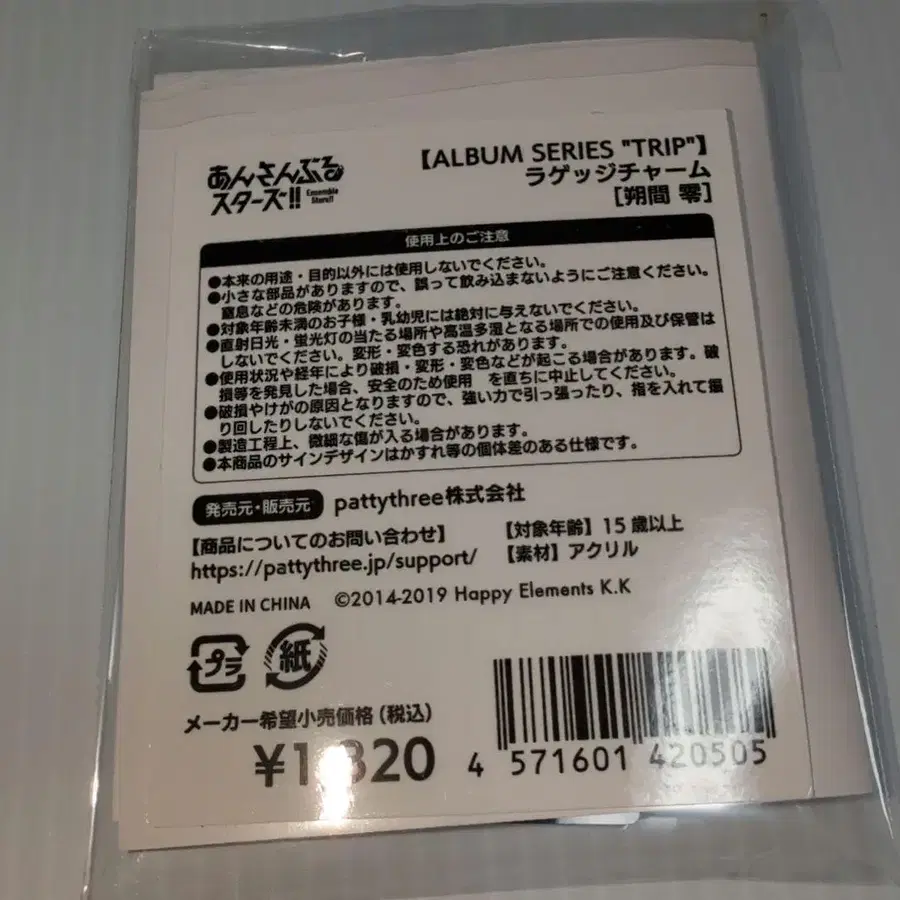 あんさんぶる
スターズ!!
Ensemble
Stars!!
【ALBUM SERIES "TRIP"】
ラゲッジチャーム
[朔間 零]
使用上のご注意
●本来の用途・目的以外には使用しないでください。
●小さな部品がありますので、誤って飲み込まないようにご注意ください。
窒息などの危険があります。
●対象年齢未満のお子様・乳幼児には絶対に与えないでください。
●直射日光・蛍光灯の当たる場所や高温多湿となる場所での使用及び保管は
しないでください。変形・変色する恐れがあります。
●使用状況や経年により破損・変形・変色などが起こる場合があります。破
損等を発見した場合、安全のため使用 を直ちに中止してください。
●破損やけがの原因となりますので、強い力で引っ張ったり、指を入れて振
り回したりしないでください。
●製造工程上、微細な傷が入る場合があります。
●本商品のサインデザインはかすれ等の個体差のある仕様です。
発売元・販売元 pattythree株式会社
【商品についてのお問い合わせ】 【対象年齢】15歳以上
https://pattythree.jp/support/ 【素材】アクリル
MADE IN CHINA ©2014-2019 Happy Elements K.K
プラ 紙
メーカー希望小売価格(税込)
¥1,320
4 571601 420505